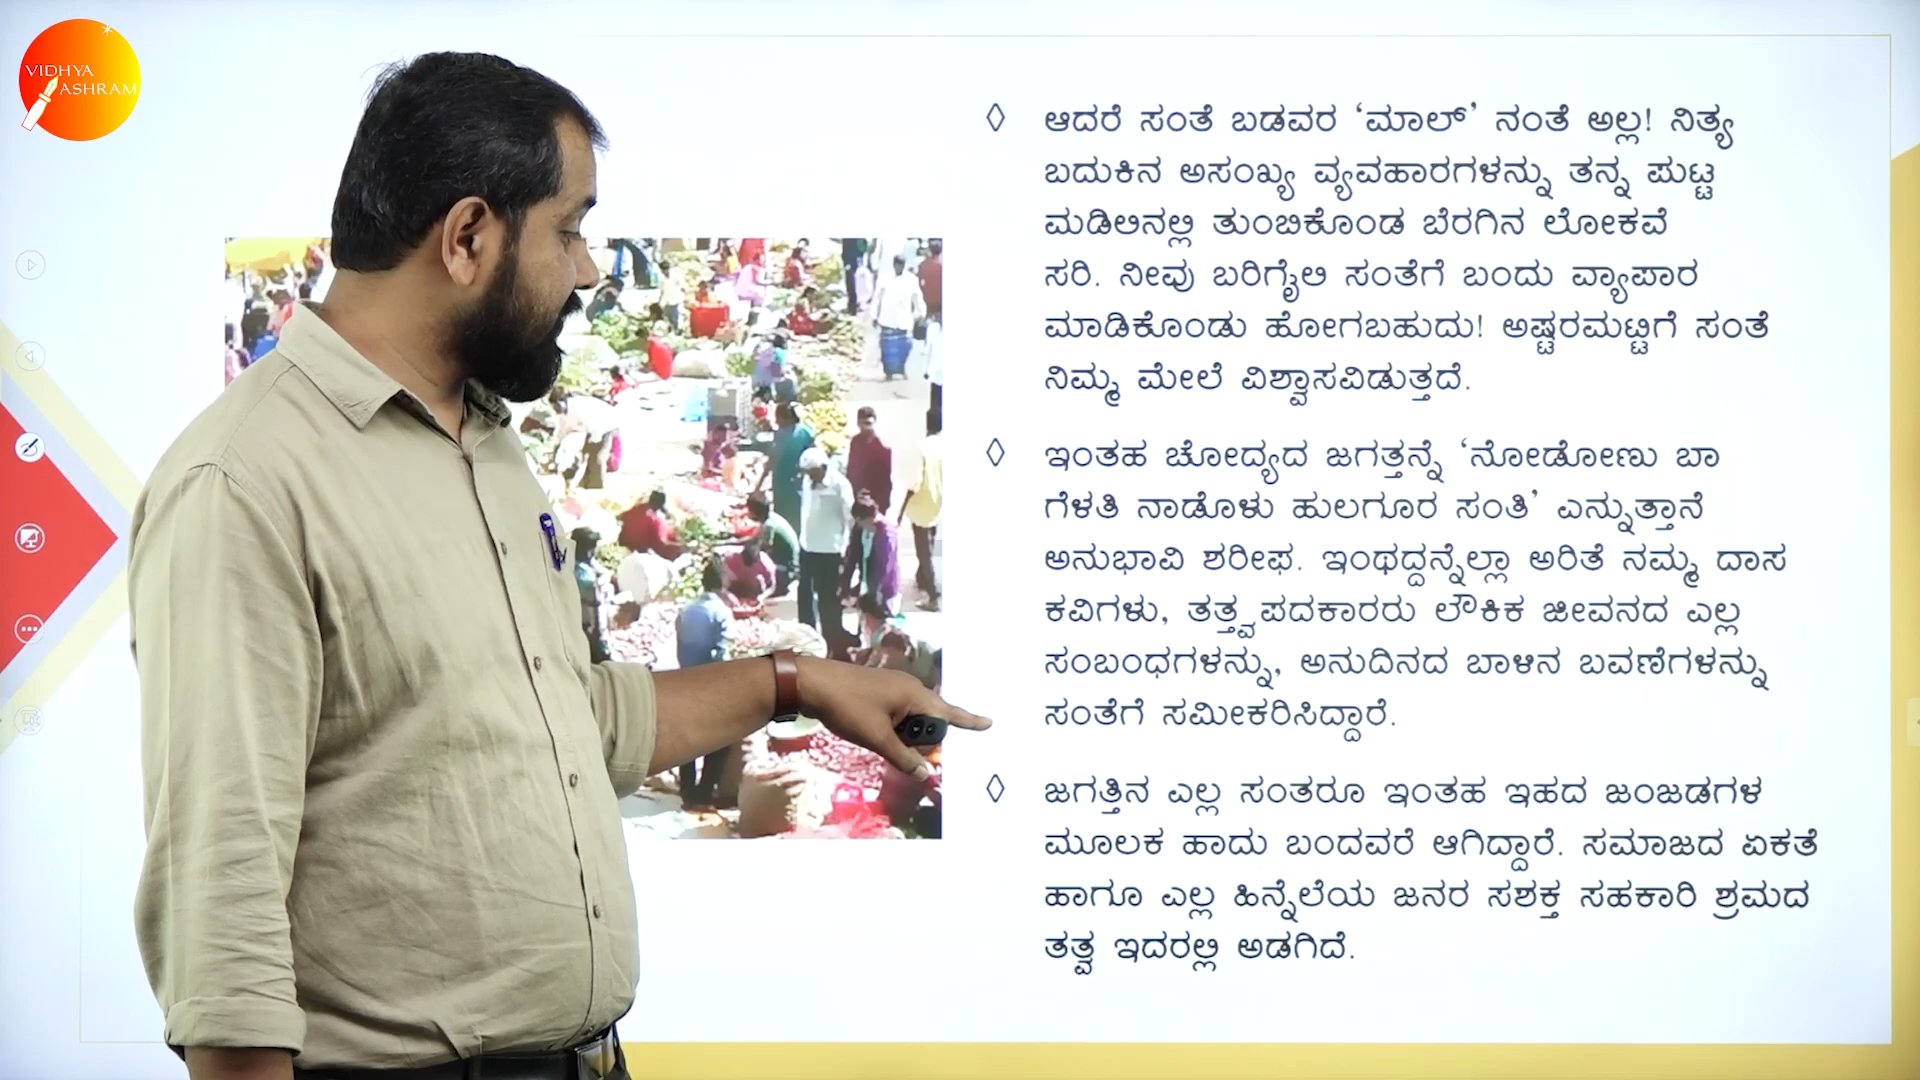 VIDHYA
ASHRAM
ಆದರೆ ಸಂತೆ ಬಡವರ ‘ಮಾಲ್’ ನಂತೆ ಅಲ್ಲ! ನಿತ್ಯ
ಬದುಕಿನ ಅಸಂಖ್ಯ ವ್ಯವಹಾರಗಳನ್ನು ತನ್ನ ಪುಟ್ಟ
ಮಡಿಲಿನಲ್ಲಿ ತುಂಬಿಕೊಂಡ ಬೆರಗಿನ ಲೋಕವೆ
ಸರಿ. ನೀವು ಬರಿಗೈಲಿ ಸಂತೆಗೆ ಬಂದು ವ್ಯಾಪಾರ
ಮಾಡಿಕೊಂಡು ಹೋಗಬಹುದು! ಅಷ್ಟರಮಟ್ಟಿಗೆ ಸಂತೆ
ನಿಮ್ಮ ಮೇಲೆ ವಿಶ್ವಾಸವಿಡುತ್ತದೆ.
ಇಂತಹ ಚೋದ್ಯದ ಜಗತ್ತನ್ನೆ ‘ನೋಡೋಣು ಬಾ
ಗೆಳತಿ ನಾಡೊಳು ಹುಲಗೂರ ಸಂತಿ’ ಎನ್ನುತ್ತಾನೆ
ಅನುಭಾವಿ ಶರೀಫ. ಇಂಥದ್ದನ್ನೆಲ್ಲಾ ಅರಿತೆ ನಮ್ಮ ದಾಸ
ಕವಿಗಳು, ತತ್ತ್ವಪದಕಾರರು ಲೌಕಿಕ ಜೀವನದ ಎಲ್ಲ
ಸಂಬಂಧಗಳನ್ನು, ಅನುದಿನದ ಬಾಳಿನ ಬವಣೆಗಳನ್ನು
ಸಂತೆಗೆ ಸಮೀಕರಿಸಿದ್ದಾರೆ.
ಜಗತ್ತಿನ ಎಲ್ಲ ಸಂತರೂ ಇಂತಹ ಇಹದ ಜಂಜಡಗಳ
ಮೂಲಕ ಹಾದು ಬಂದವರೆ ಆಗಿದ್ದಾರೆ. ಸಮಾಜದ ಏಕತೆ
ಹಾಗೂ ಎಲ್ಲ ಹಿನ್ನೆಲೆಯ ಜನರ ಸಶಕ್ತ ಸಹಕಾರಿ ಶ್ರಮದ
ತತ್ವ ಇದರಲ್ಲಿ ಅಡಗಿದೆ.